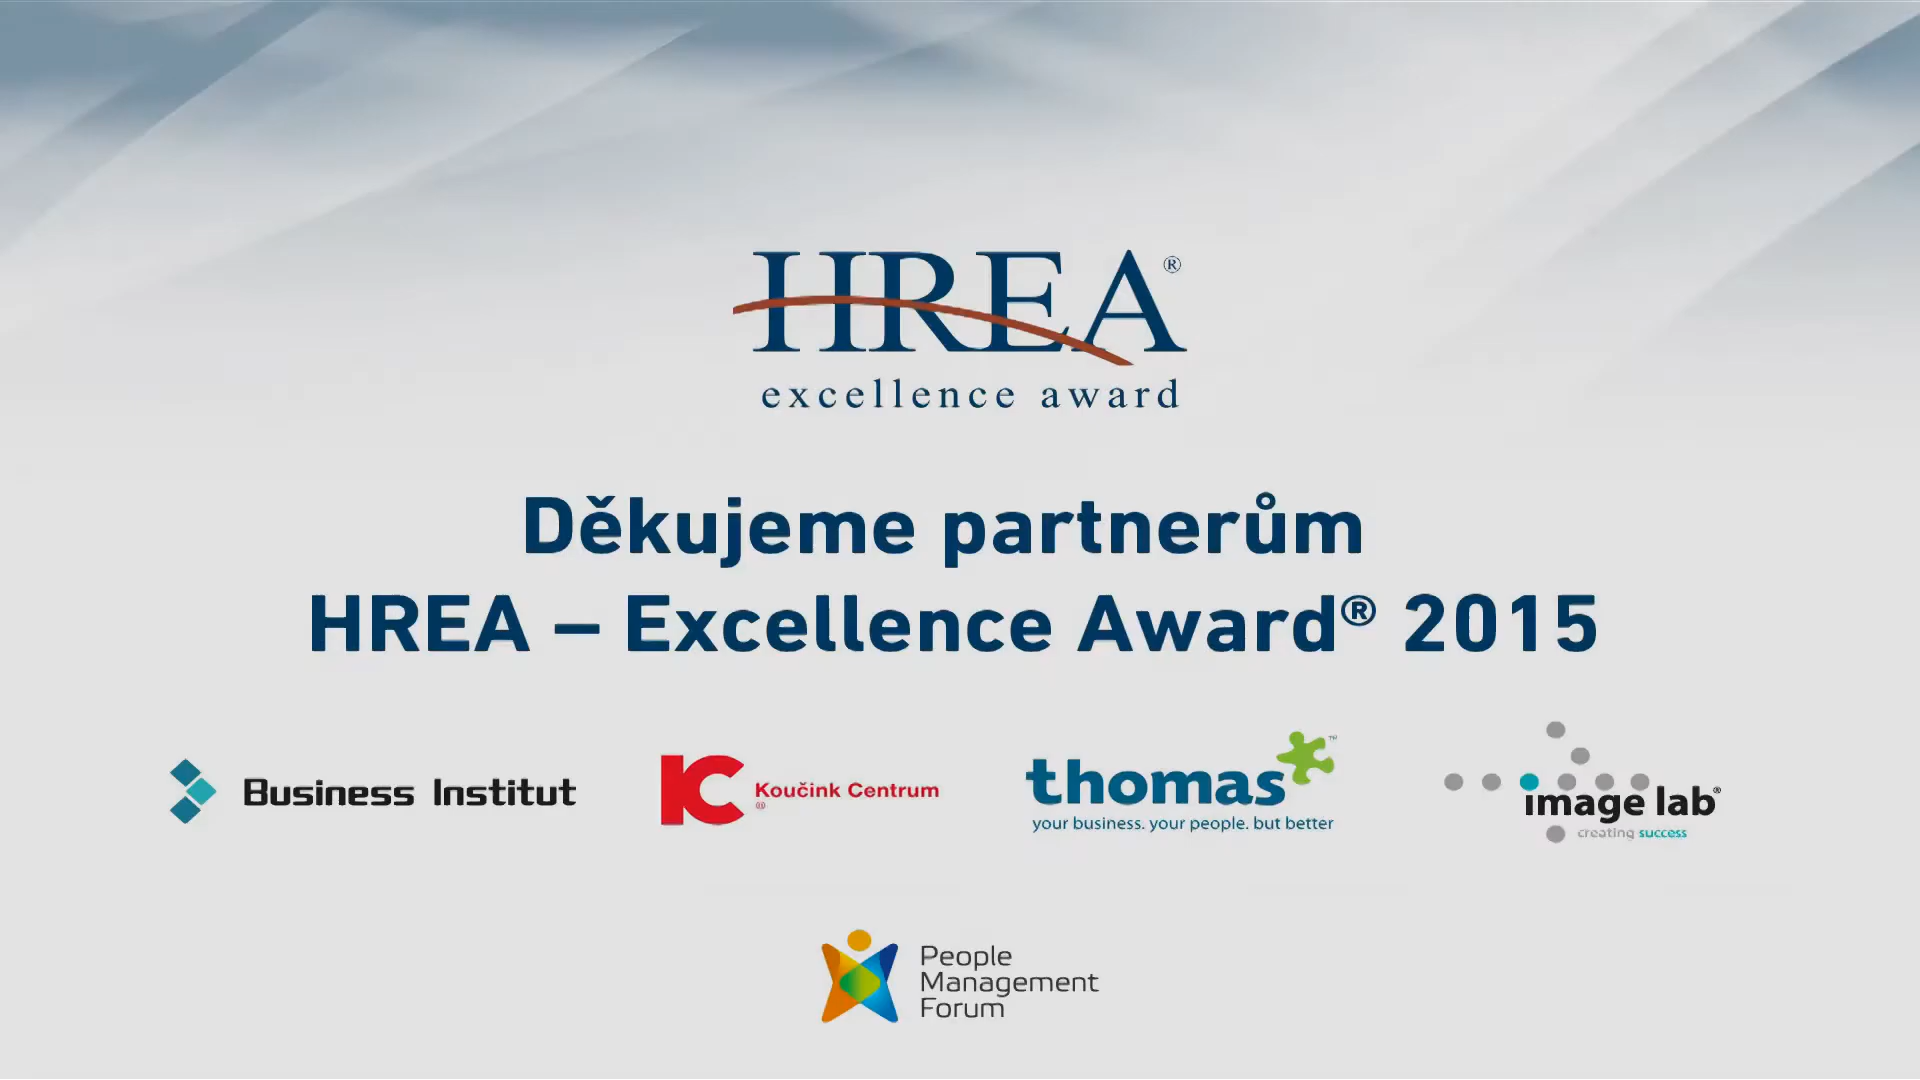 HREA®
excellence award
Děkujeme partnerům
HREA – Excellence Award® 2015
Business Institut
KC Koučink Centrum
®
thomas™
your business. your people. but better
image lab®
creating success
People
Management
Forum